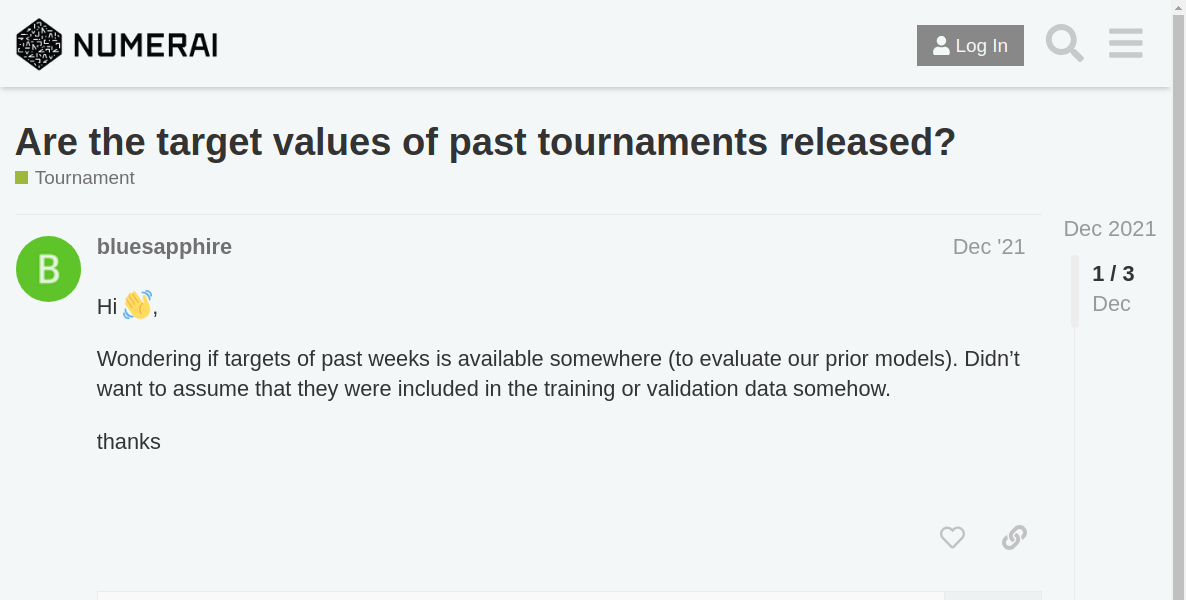 NUMERAI
Log In
Are the target values of past tournaments released?
Tournament
Dec 2021
bluesapphire
Dec '21
B
1 / 3
Dec
Hi 👋,
Wondering if targets of past weeks is available somewhere (to evaluate our prior models). Didn’t
want to assume that they were included in the training or validation data somehow.
thanks